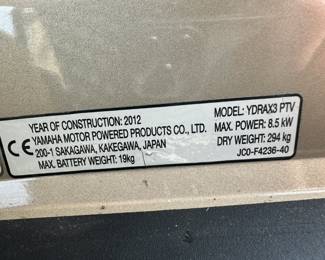 YEAR OF CONSTRUCTION: 2012
CE YAMAHA MOTOR POWERED PRODUCTS CO., LTD.
200-1 SAKAGAWA, KAKEGAWA, JAPAN
MAX. BATTERY WEIGHT: 19kg
MODEL: YDRAX3 PTV
MAX. POWER: 8.5 kW
DRY WEIGHT: 294 kg
JC0-F4236-40